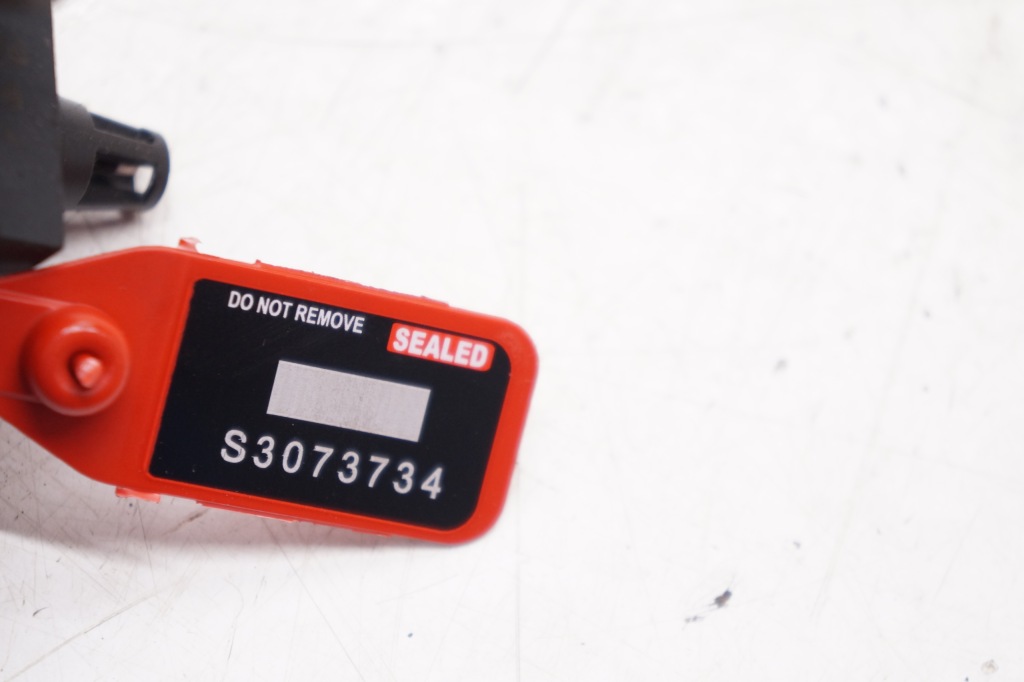 DO NOT REMOVE
SEALED
S3073734